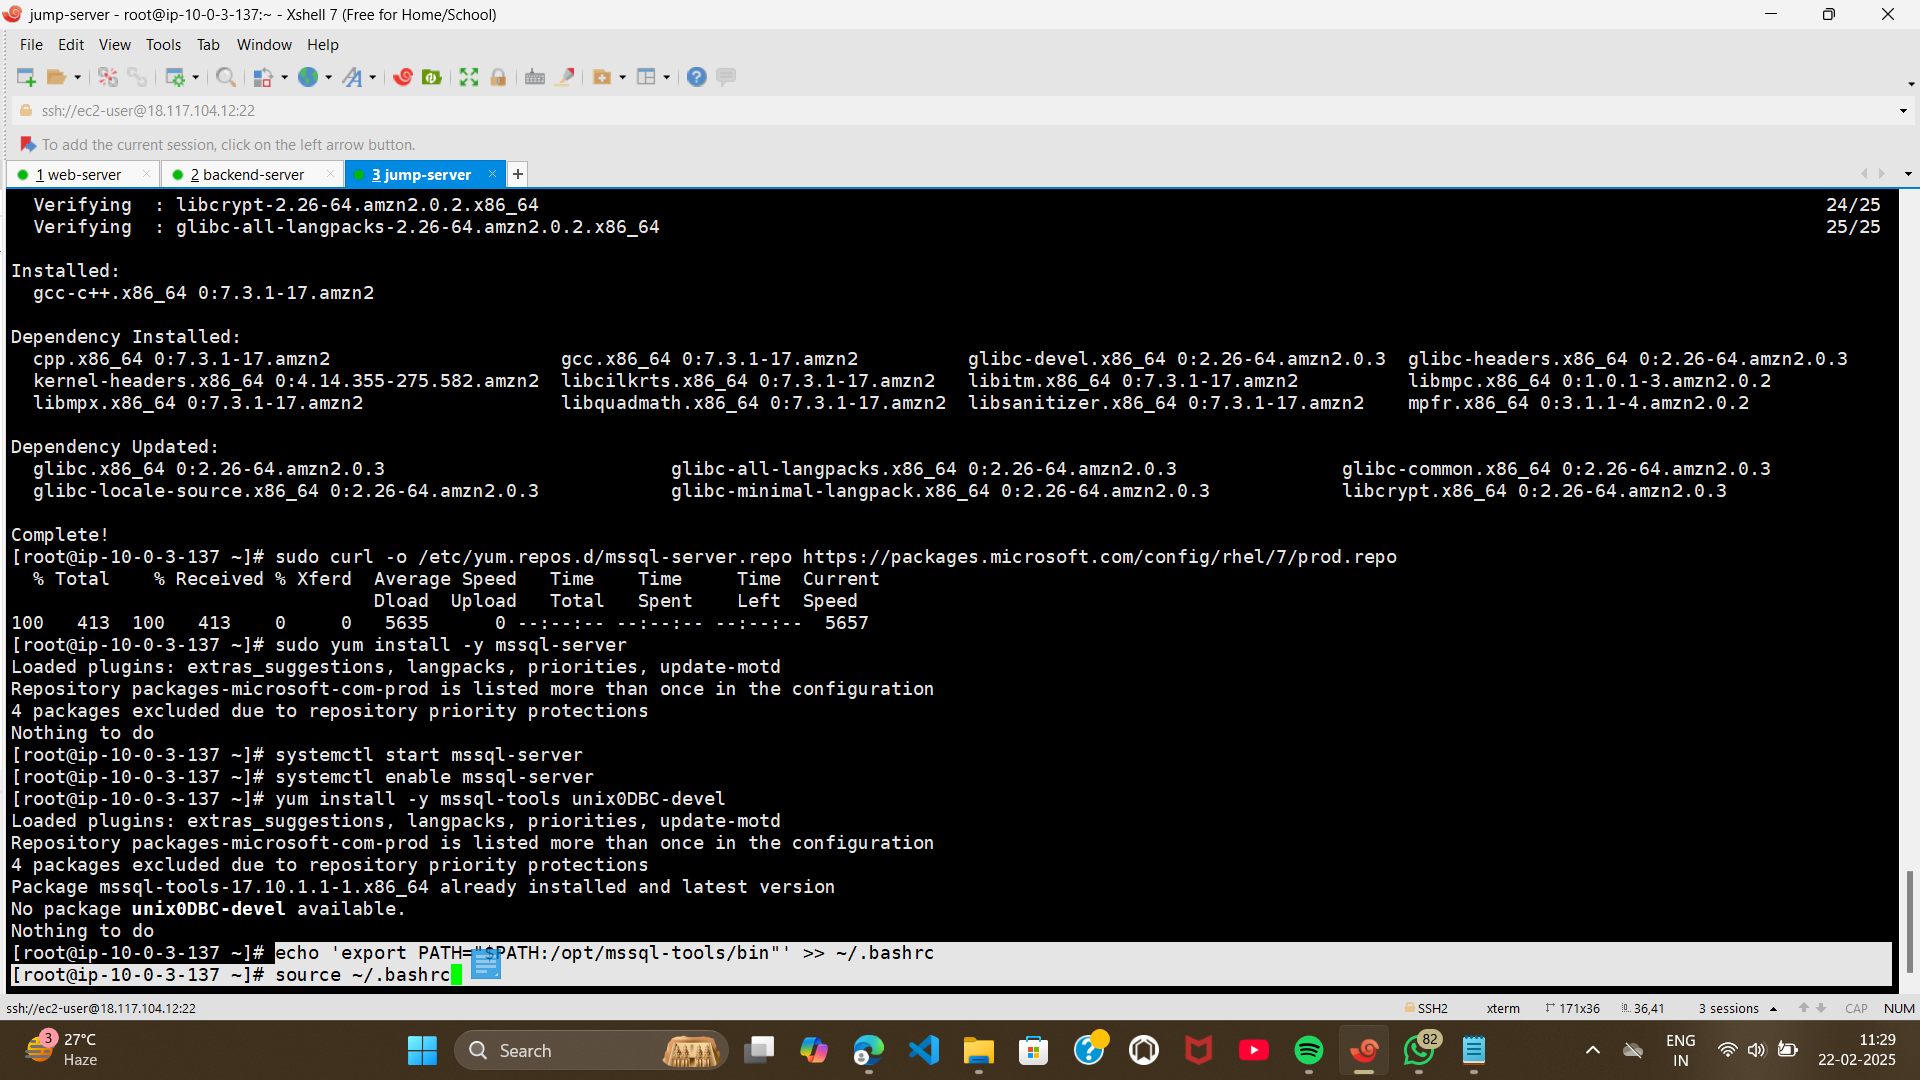 jump-server - root@ip-10-0-3-137:~ - Xshell 7 (Free for Home/School)
File Edit View Tools Tab Window Help
ssh://ec2-user@18.117.104.12:22
To add the current session, click on the left arrow button.
1 web-server 2 backend-server 3 jump-server
Verifying : libcrypt-2.26-64.amzn2.0.2.x86_64 24/25
Verifying : glibc-all-langpacks-2.26-64.amzn2.0.2.x86_64 25/25
Installed:
gcc-c++.x86_64 0:7.3.1-17.amzn2
Dependency Installed:
cpp.x86_64 0:7.3.1-17.amzn2 gcc.x86_64 0:7.3.1-17.amzn2 glibc-devel.x86_64 0:2.26-64.amzn2.0.3 glibc-headers.x86_64 0:2.26-64.amzn2.0.3
kernel-headers.x86_64 0:4.14.355-275.582.amzn2 libcilkrts.x86_64 0:7.3.1-17.amzn2 libitm.x86_64 0:7.3.1-17.amzn2 libmpc.x86_64 0:1.0.1-3.amzn2.0.2
libmpx.x86_64 0:7.3.1-17.amzn2 libquadmath.x86_64 0:7.3.1-17.amzn2 libsanitizer.x86_64 0:7.3.1-17.amzn2 mpfr.x86_64 0:3.1.1-4.amzn2.0.2
Dependency Updated:
glibc.x86_64 0:2.26-64.amzn2.0.3 glibc-all-langpacks.x86_64 0:2.26-64.amzn2.0.3 glibc-common.x86_64 0:2.26-64.amzn2.0.3
glibc-locale-source.x86_64 0:2.26-64.amzn2.0.3 glibc-minimal-langpack.x86_64 0:2.26-64.amzn2.0.3 libcrypt.x86_64 0:2.26-64.amzn2.0.3
Complete!
[root@ip-10-0-3-137 ~]# sudo curl -o /etc/yum.repos.d/mssql-server.repo https://packages.microsoft.com/config/rhel/7/prod.repo
% Total % Received % Xferd Average Speed Time Time Time Current
Dload Upload Total Spent Left Speed
100 413 100 413 0 0 5635 0 --:--:-- --:--:-- --:--:-- 5657
[root@ip-10-0-3-137 ~]# sudo yum install -y mssql-server
Loaded plugins: extras_suggestions, langpacks, priorities, update-motd
Repository packages-microsoft-com-prod is listed more than once in the configuration
4 packages excluded due to repository priority protections
Nothing to do
[root@ip-10-0-3-137 ~]# systemctl start mssql-server
[root@ip-10-0-3-137 ~]# systemctl enable mssql-server
[root@ip-10-0-3-137 ~]# yum install -y mssql-tools unix0DBC-devel
Loaded plugins: extras_suggestions, langpacks, priorities, update-motd
Repository packages-microsoft-com-prod is listed more than once in the configuration
4 packages excluded due to repository priority protections
Package mssql-tools-17.10.1.1-1.x86_64 already installed and latest version
No package unix0DBC-devel available.
Nothing to do
[root@ip-10-0-3-137 ~]# echo 'export PATH="$PATH:/opt/mssql-tools/bin"' >> ~/.bashrc
[root@ip-10-0-3-137 ~]# source ~/.bashrc
ssh://ec2-user@18.117.104.12:22 SSH2 xterm 171x36 36,41 3 sessions CAP NUM
3 27°C Haze
Search
82
ENG IN
11:29
22-02-2025